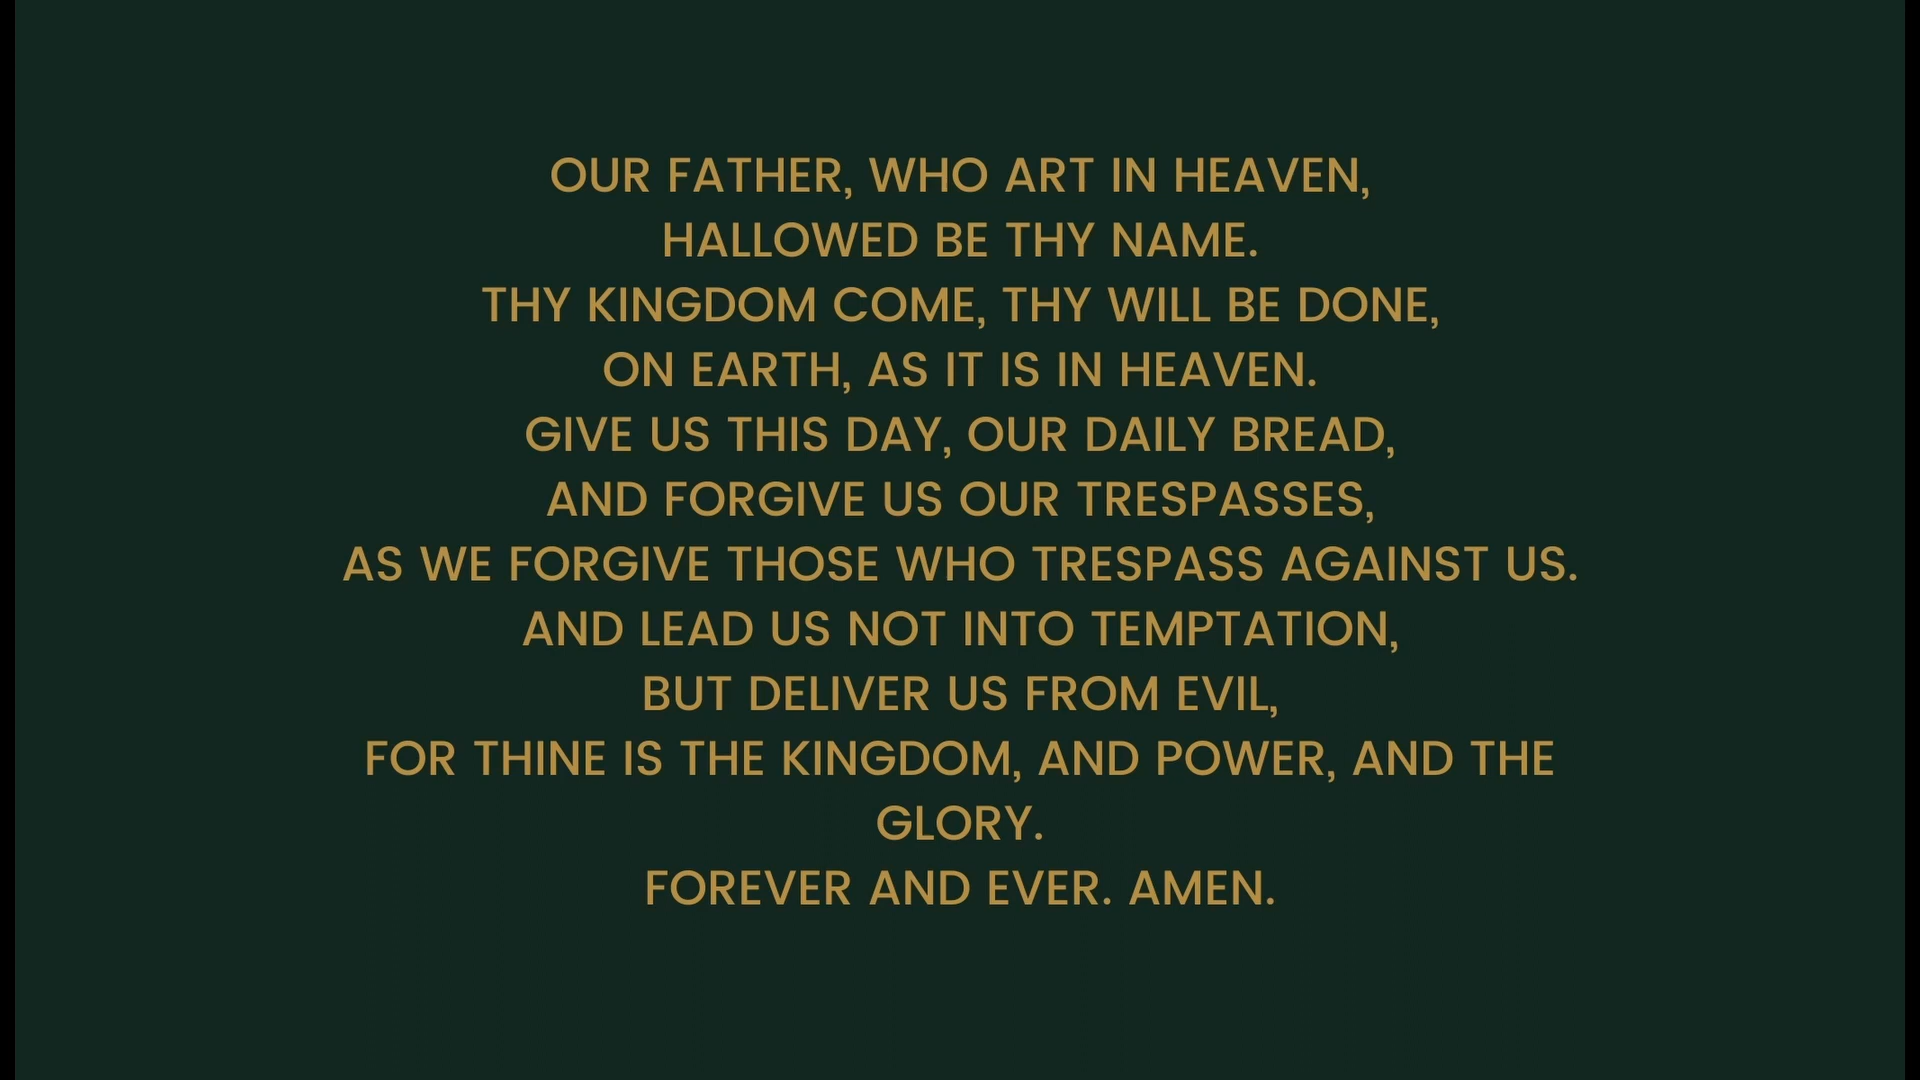 OUR FATHER, WHO ART IN HEAVEN,
HALLOWED BE THY NAME.
THY KINGDOM COME, THY WILL BE DONE,
ON EARTH, AS IT IS IN HEAVEN.
GIVE US THIS DAY, OUR DAILY BREAD,
AND FORGIVE US OUR TRESPASSES,
AS WE FORGIVE THOSE WHO TRESPASS AGAINST US.
AND LEAD US NOT INTO TEMPTATION,
BUT DELIVER US FROM EVIL,
FOR THINE IS THE KINGDOM, AND POWER, AND THE
GLORY.
FOREVER AND EVER. AMEN.